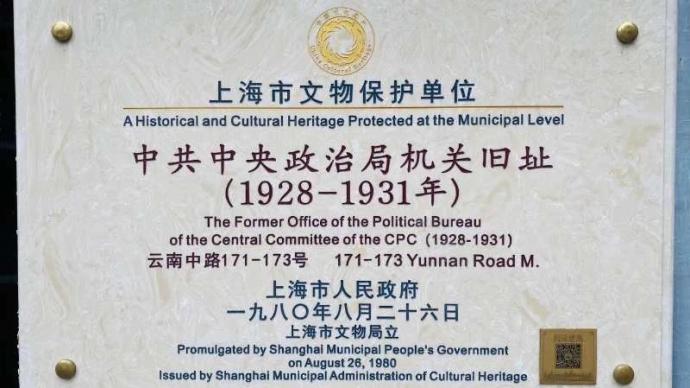 上海市文物保护单位
A Historical and Cultural Heritage Protected at the Municipal Level
中共中央政治局机关旧址
(1928-1931年)
The Former Office of the Political Bureau
of the Central Committee of the CPC (1928-1931)
云南中路171-173号 171-173 Yunnan Road M.
上海市人民政府
一九八〇年八月二十六日
上海市文物局立
Promulgated by Shanghai Municipal People's Government
on August 26, 1980
Issued by Shanghai Municipal Administration of Cultural Heritage